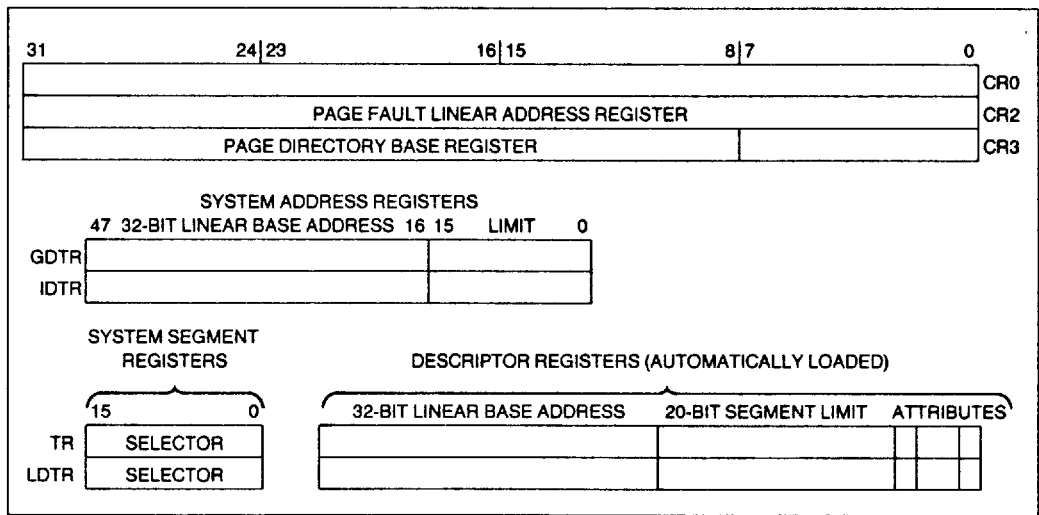 31 24 23 16 15 8 7 0
CR0
PAGE FAULT LINEAR ADDRESS REGISTER CR2
PAGE DIRECTORY BASE REGISTER CR3
SYSTEM ADDRESS REGISTERS
47 32-BIT LINEAR BASE ADDRESS 16 15 LIMIT 0
GDTR
IDTR
SYSTEM SEGMENT
REGISTERS
DESCRIPTOR REGISTERS (AUTOMATICALLY LOADED)
15 0 32-BIT LINEAR BASE ADDRESS 20-BIT SEGMENT LIMIT ATTRIBUTES
TR SELECTOR
LDTR SELECTOR